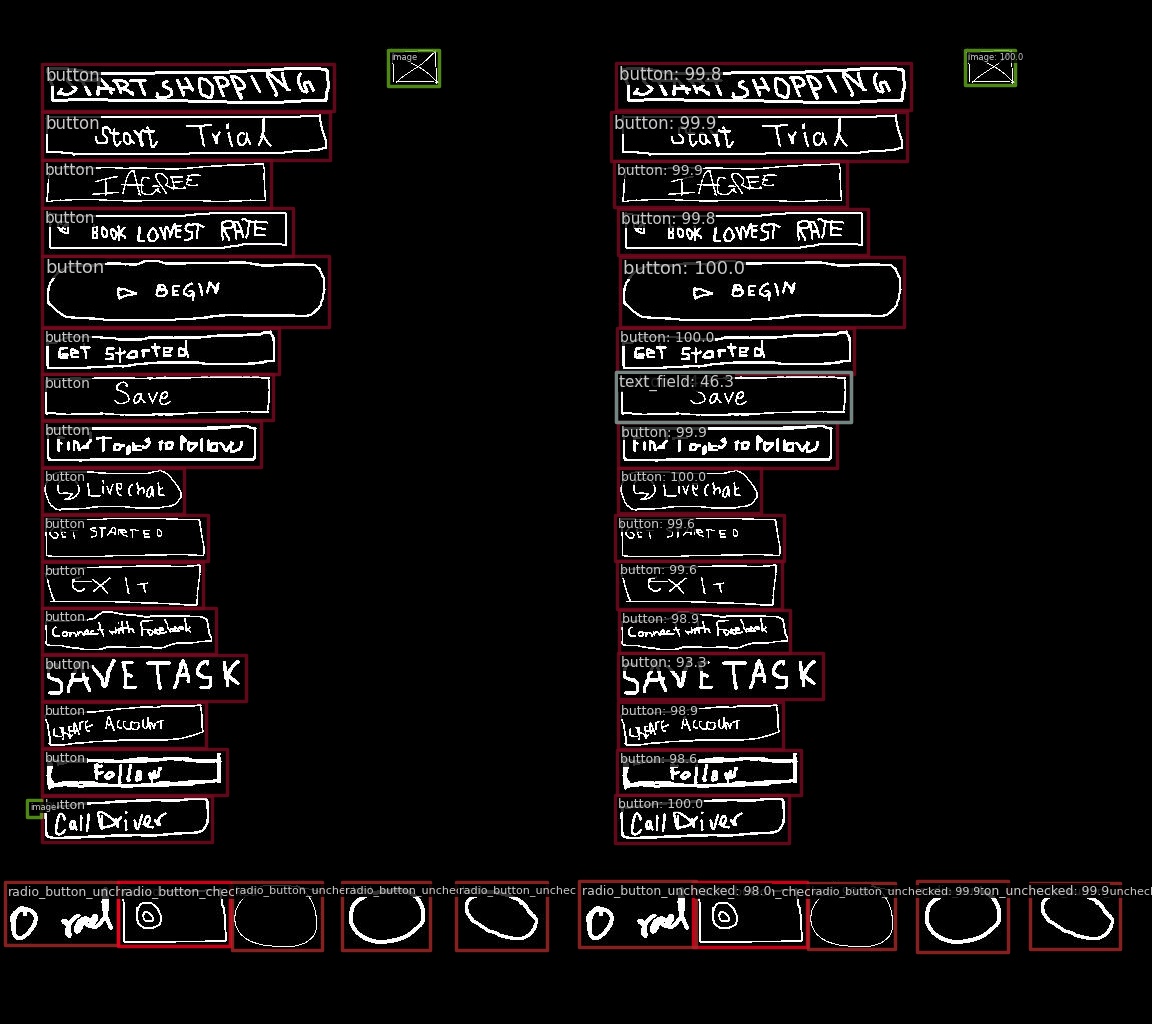 image
button
START SHOPPING
button
Start Trial
button
I AGREE
button
BOOK LOWEST RATE
button
BEGIN
button
GET Started
button
Save
button
Find Topics to Follow
button
Live chat
button
GET STARTED
button
EXIT
button
Connect with Facebook
button
SAVE TASK
button
CREATE ACCOUNT
button
Follow
image button
Call Driver
radio_button_unch radio_button_chec radio_button_unche radio_button_unche radio_button_unchec
image: 100.0
button: 99.8
START SHOPPING
button: 99.9
Start Trial
button: 99.9
I AGREE
button: 99.8
BOOK LOWEST RATE
button: 100.0
BEGIN
button: 100.0
GET Started
text_field: 46.3
Save
button: 99.9
Find Topics to Follow
button: 100.0
Live chat
button: 99.6
GET STARTED
button: 99.6
EXIT
button: 98.9
Connect with Facebook
button: 93.3
SAVE TASK
button: 98.9
CREATE ACCOUNT
button: 98.6
Follow
button: 100.0
Call Driver
radio_button_unchecked: 98.0 _chec radio_button_unchecked: 99.9 ton_unchecked: 99.9 uncheck